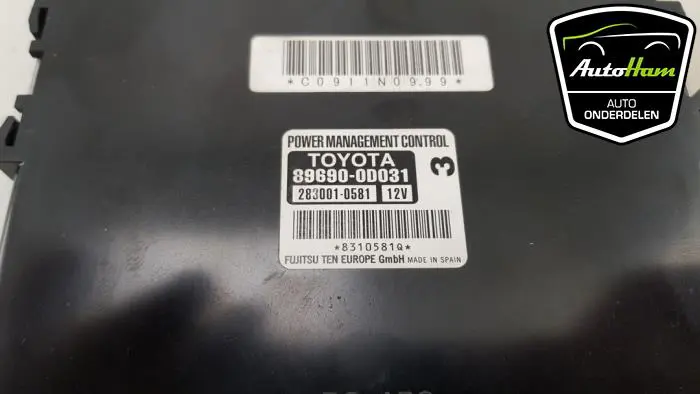 *C0911N0999*
AutoHam
AUTO
ONDERDELEN
POWER MANAGEMENT CONTROL
TOYOTA
89690-0D031
3
283001-0581 12V
*8310581Q*
FUJITSU TEN EUROPE GmbH MADE IN SPAIN